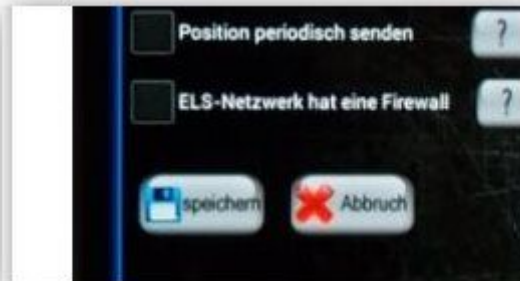 Position periodisch senden ?
ELS-Netzwerk hat eine Firewall ?
speichern Abbruch